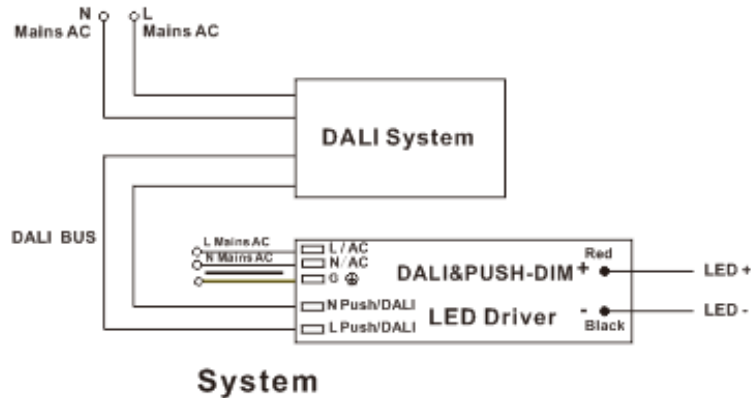 N L
Mains AC Mains AC
DALI System
DALI BUS
L Mains AC
N Mains AC
L / AC
N/AC
G
N Push/DALI
L Push/DALI
DALI&PUSH-DIM
LED Driver
+ Red
- Black
LED +
LED -
System